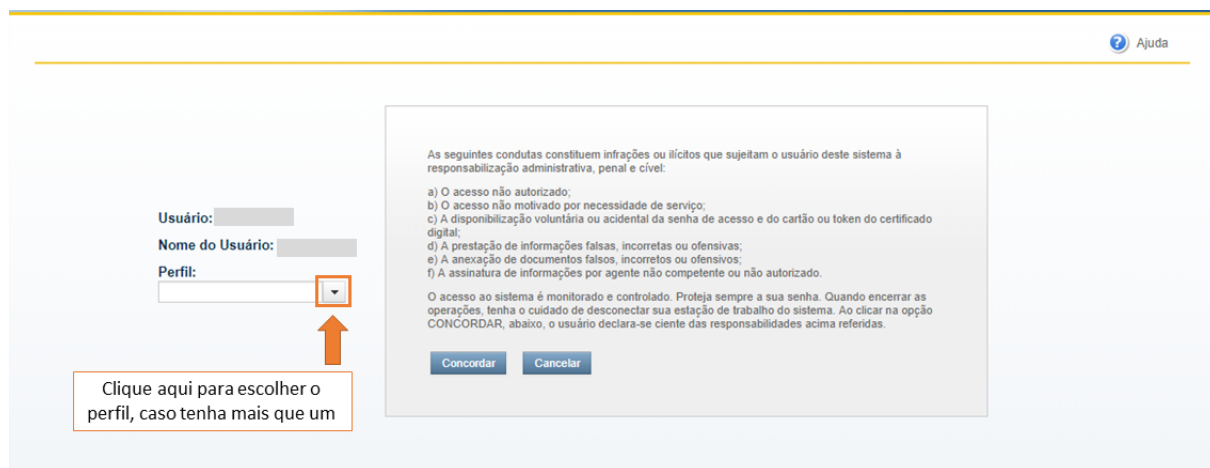 Ajuda
As seguintes condutas constituem infrações ou ilícitos que sujeitam o usuário deste sistema à
responsabilização administrativa, penal e cível:
a) O acesso não autorizado;
b) O acesso não motivado por necessidade de serviço;
c) A disponibilização voluntária ou acidental da senha de acesso e do cartão ou token do certificado
digital;
d) A prestação de informações falsas, incorretas ou ofensivas;
e) A anexação de documentos falsos, incorretos ou ofensivos;
f) A assinatura de informações por agente não competente ou não autorizado.
O acesso ao sistema é monitorado e controlado. Proteja sempre a sua senha. Quando encerrar as
operações, tenha o cuidado de desconectar sua estação de trabalho do sistema. Ao clicar na opção
CONCORDAR, abaixo, o usuário declara-se ciente das responsabilidades acima referidas.
Concordar Cancelar
Usuário:
Nome do Usuário:
Perfil:
Clique aqui para escolher o
perfil, caso tenha mais que um